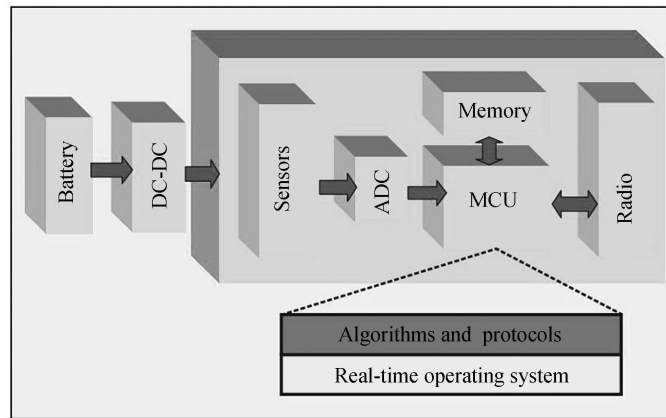 Battery
DC-DC
Sensors
ADC
Memory
MCU
Radio
Algorithms and protocols
Real-time operating system